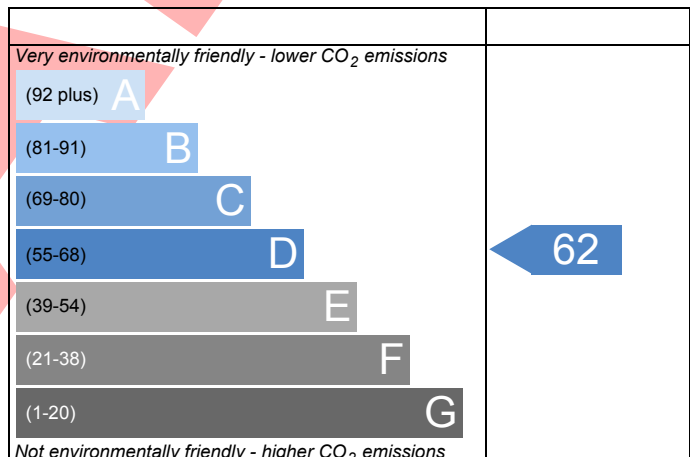 Very environmentally friendly - lower CO2 emissions
(92 plus) A
(81-91) B
(69-80) C
(55-68) D
62
(39-54) E
(21-38) F
(1-20) G
Not environmentally friendly - higher CO2 emissions